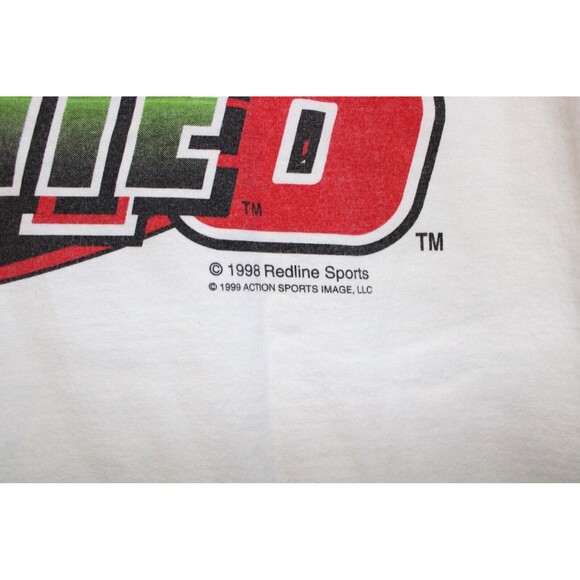 TM
TM
© 1998 Redline Sports
© 1999 ACTION SPORTS IMAGE, LLC